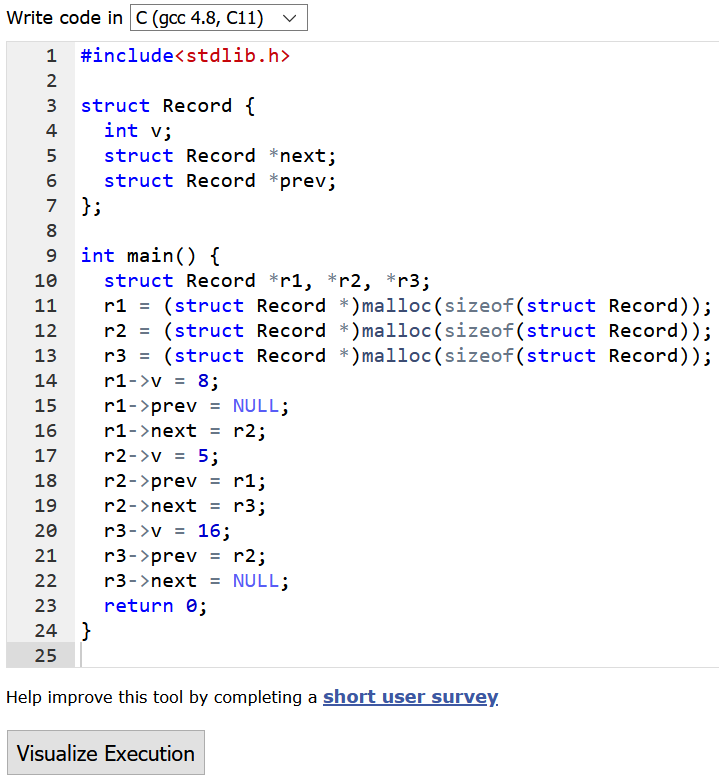 Write code in C (gcc 4.8, C11)
1 #include<stdlib.h>
2
3 struct Record {
4   int v;
5   struct Record *next;
6   struct Record *prev;
7 };
8
9 int main() {
10   struct Record *r1, *r2, *r3;
11   r1 = (struct Record *)malloc(sizeof(struct Record));
12   r2 = (struct Record *)malloc(sizeof(struct Record));
13   r3 = (struct Record *)malloc(sizeof(struct Record));
14   r1->v = 8;
15   r1->prev = NULL;
16   r1->next = r2;
17   r2->v = 5;
18   r2->prev = r1;
19   r2->next = r3;
20   r3->v = 16;
21   r3->prev = r2;
22   r3->next = NULL;
23   return 0;
24 }
25
Help improve this tool by completing a short user survey
Visualize Execution